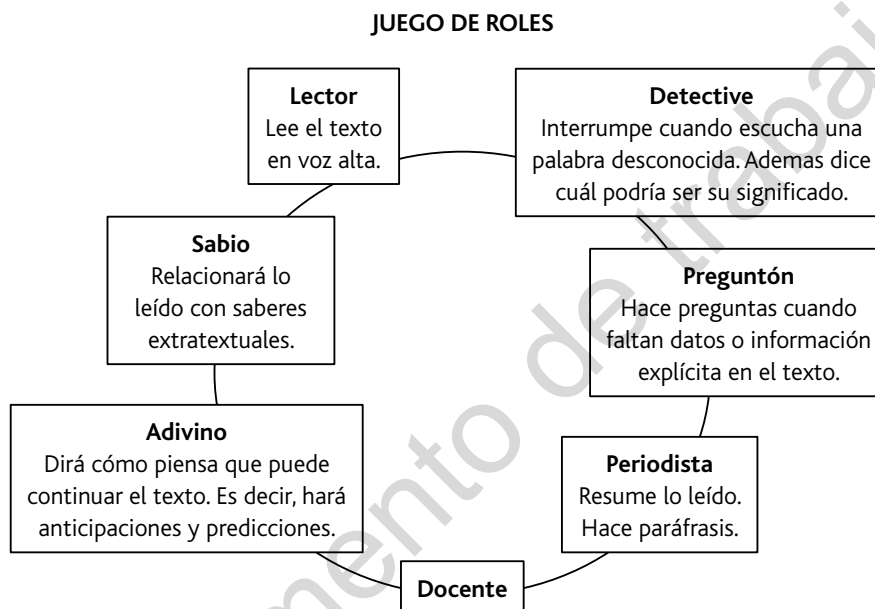 JUEGO DE ROLES
Lector
Lee el texto
en voz alta.
Detective
Interrumpe cuando escucha una
palabra desconocida. Ademas dice
cuál podría ser su significado.
Sabio
Relacionará lo
leído con saberes
extratextuales.
Preguntón
Hace preguntas cuando
faltan datos o información
explícita en el texto.
Adivino
Dirá cómo piensa que puede
continuar el texto. Es decir, hará
anticipaciones y predicciones.
Periodista
Resume lo leído.
Hace paráfrasis.
Docente
mento de trabaj